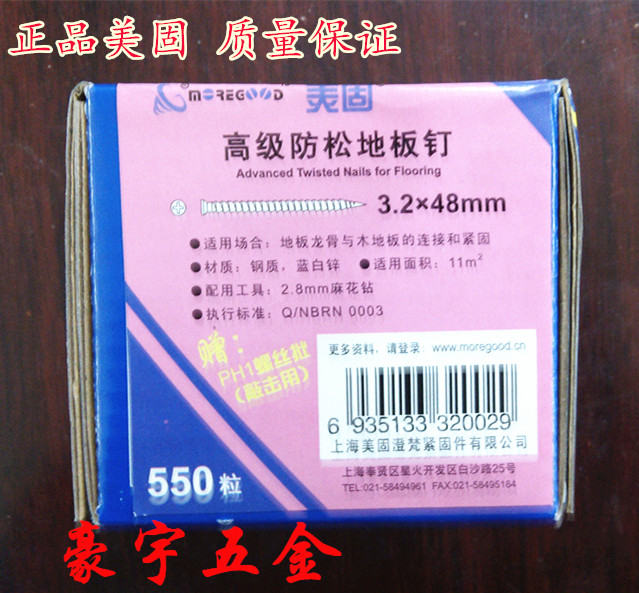 正品美固 质量保证
MOREGOOD 美固
高级防松地板钉
Advanced Twisted Nails for Flooring
3.2×48mm
●适用场合：地板龙骨与木地板的连接和紧固
●材质：钢质，蓝白锌 ●适用面积：11m²
●配用工具：2.8mm麻花钻
●执行标准：Q/NBRN 0003
赠：
PH1螺丝批
（敲击用）
更多资料，请登录：www.moregood.cn
6 935133 320029
上海美固澄梵紧固件有限公司
550粒
上海奉贤区星火开发区白沙路25号
TEL:021-58494961 FAX:021-58495184
豪宇五金